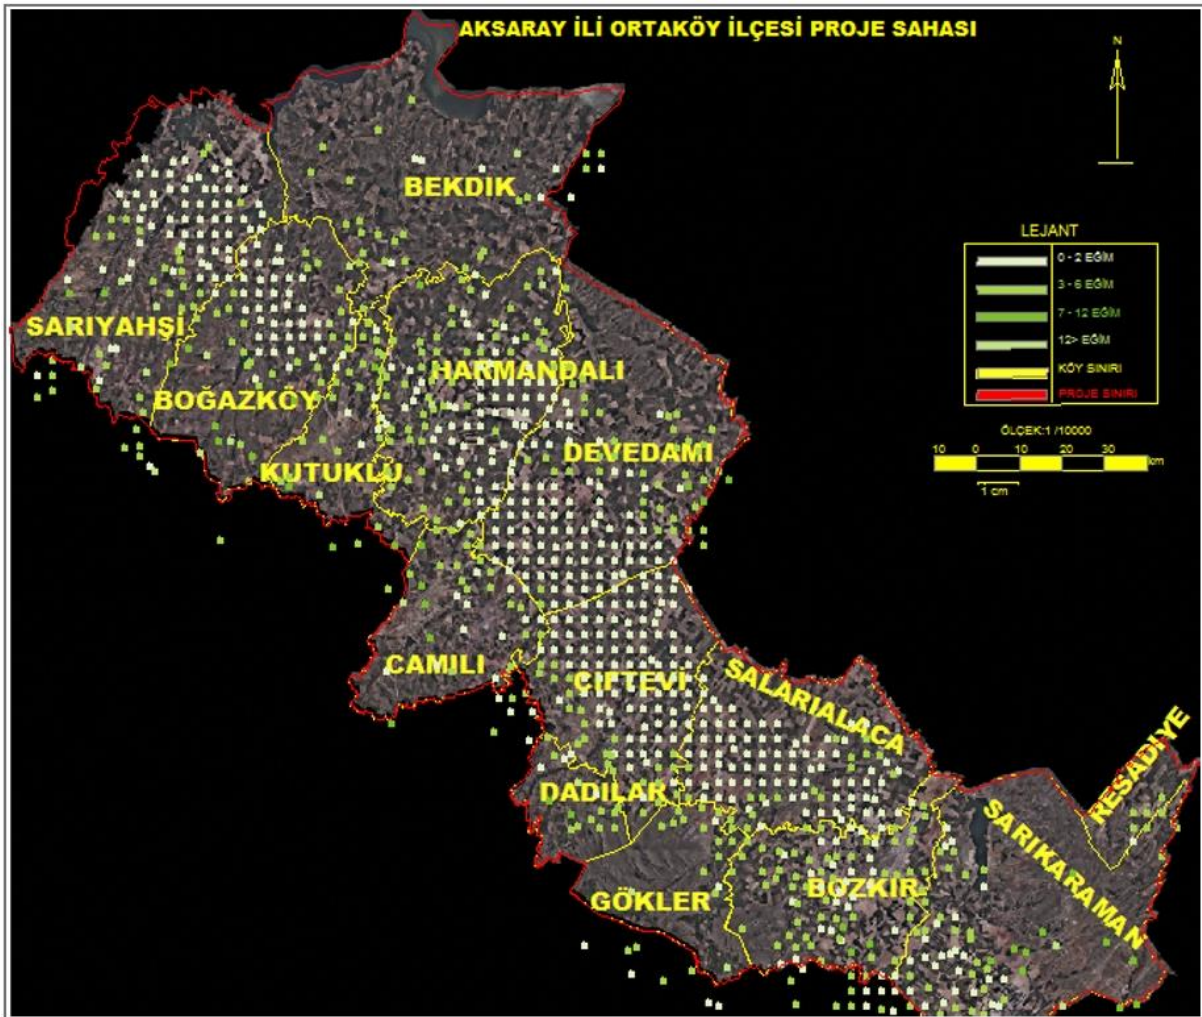 AKSARAY İLİ ORTAKÖY İLÇESİ PROJE SAHASI
N
BEKDIK
LEJANT
0 - 2 EĞİM
3 - 6 EĞİM
7 - 12 EĞİM
12> EĞİM
KÖY SINIRI
PROJE SINIRI
SARIYAHŞİ
HARMANDALI
BOĞAZKÖY
ÖLÇEK:1 /10000
10 0 10 20 30 km
1 cm
DEVEDAMI
KUTUKLU
CAMILI
ÇIFTEVI
SALARIALACA
RESADIYE
DADILAR
SARIKARAMAN
BOZKIR
GÖKLER